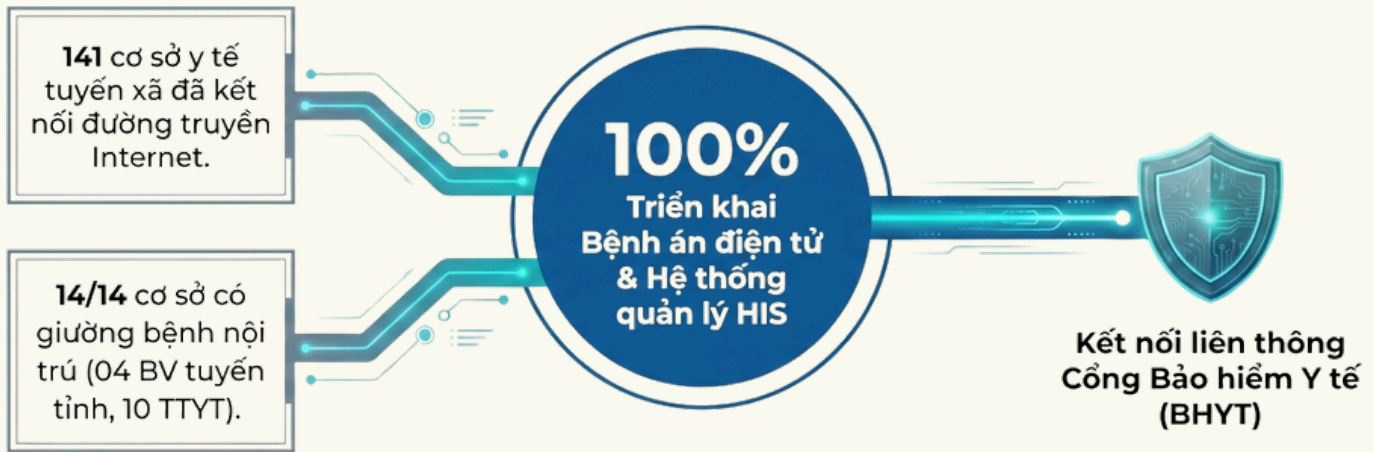 141 cơ sở y tế
tuyến xã đã kết
nối đường truyền
Internet.
14/14 cơ sở có
giường bệnh nội
trú (04 BV tuyến
tỉnh, 10 TTYT).
100%
Triển khai
Bệnh án điện tử
& Hệ thống
quản lý HIS
Kết nối liên thông
Cổng Bảo hiểm Y tế
(BHYT)